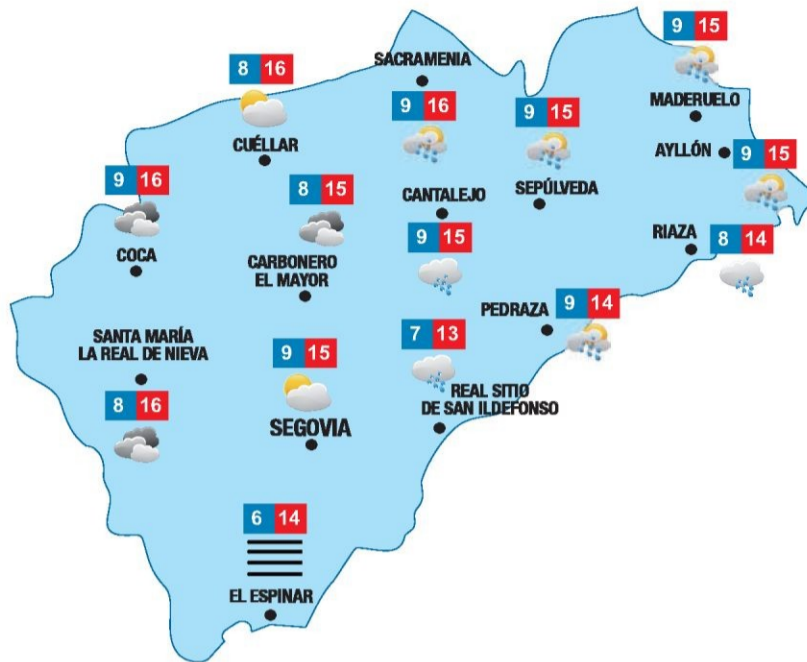 9 15
MADERUELO
8 16
CUÉLLAR
SACRAMENIA
9 16
9 15
SEPÚLVEDA
AYLLÓN
9 15
9 16
COCA
8 15
CARBONERO
EL MAYOR
CANTALEJO
9 15
RIAZA
8 14
SANTA MARÍA
LA REAL DE NIEVA
8 16
9 15
SEGOVIA
7 13
REAL SITIO
DE SAN ILDEFONSO
PEDRAZA
9 14
6 14
EL ESPINAR